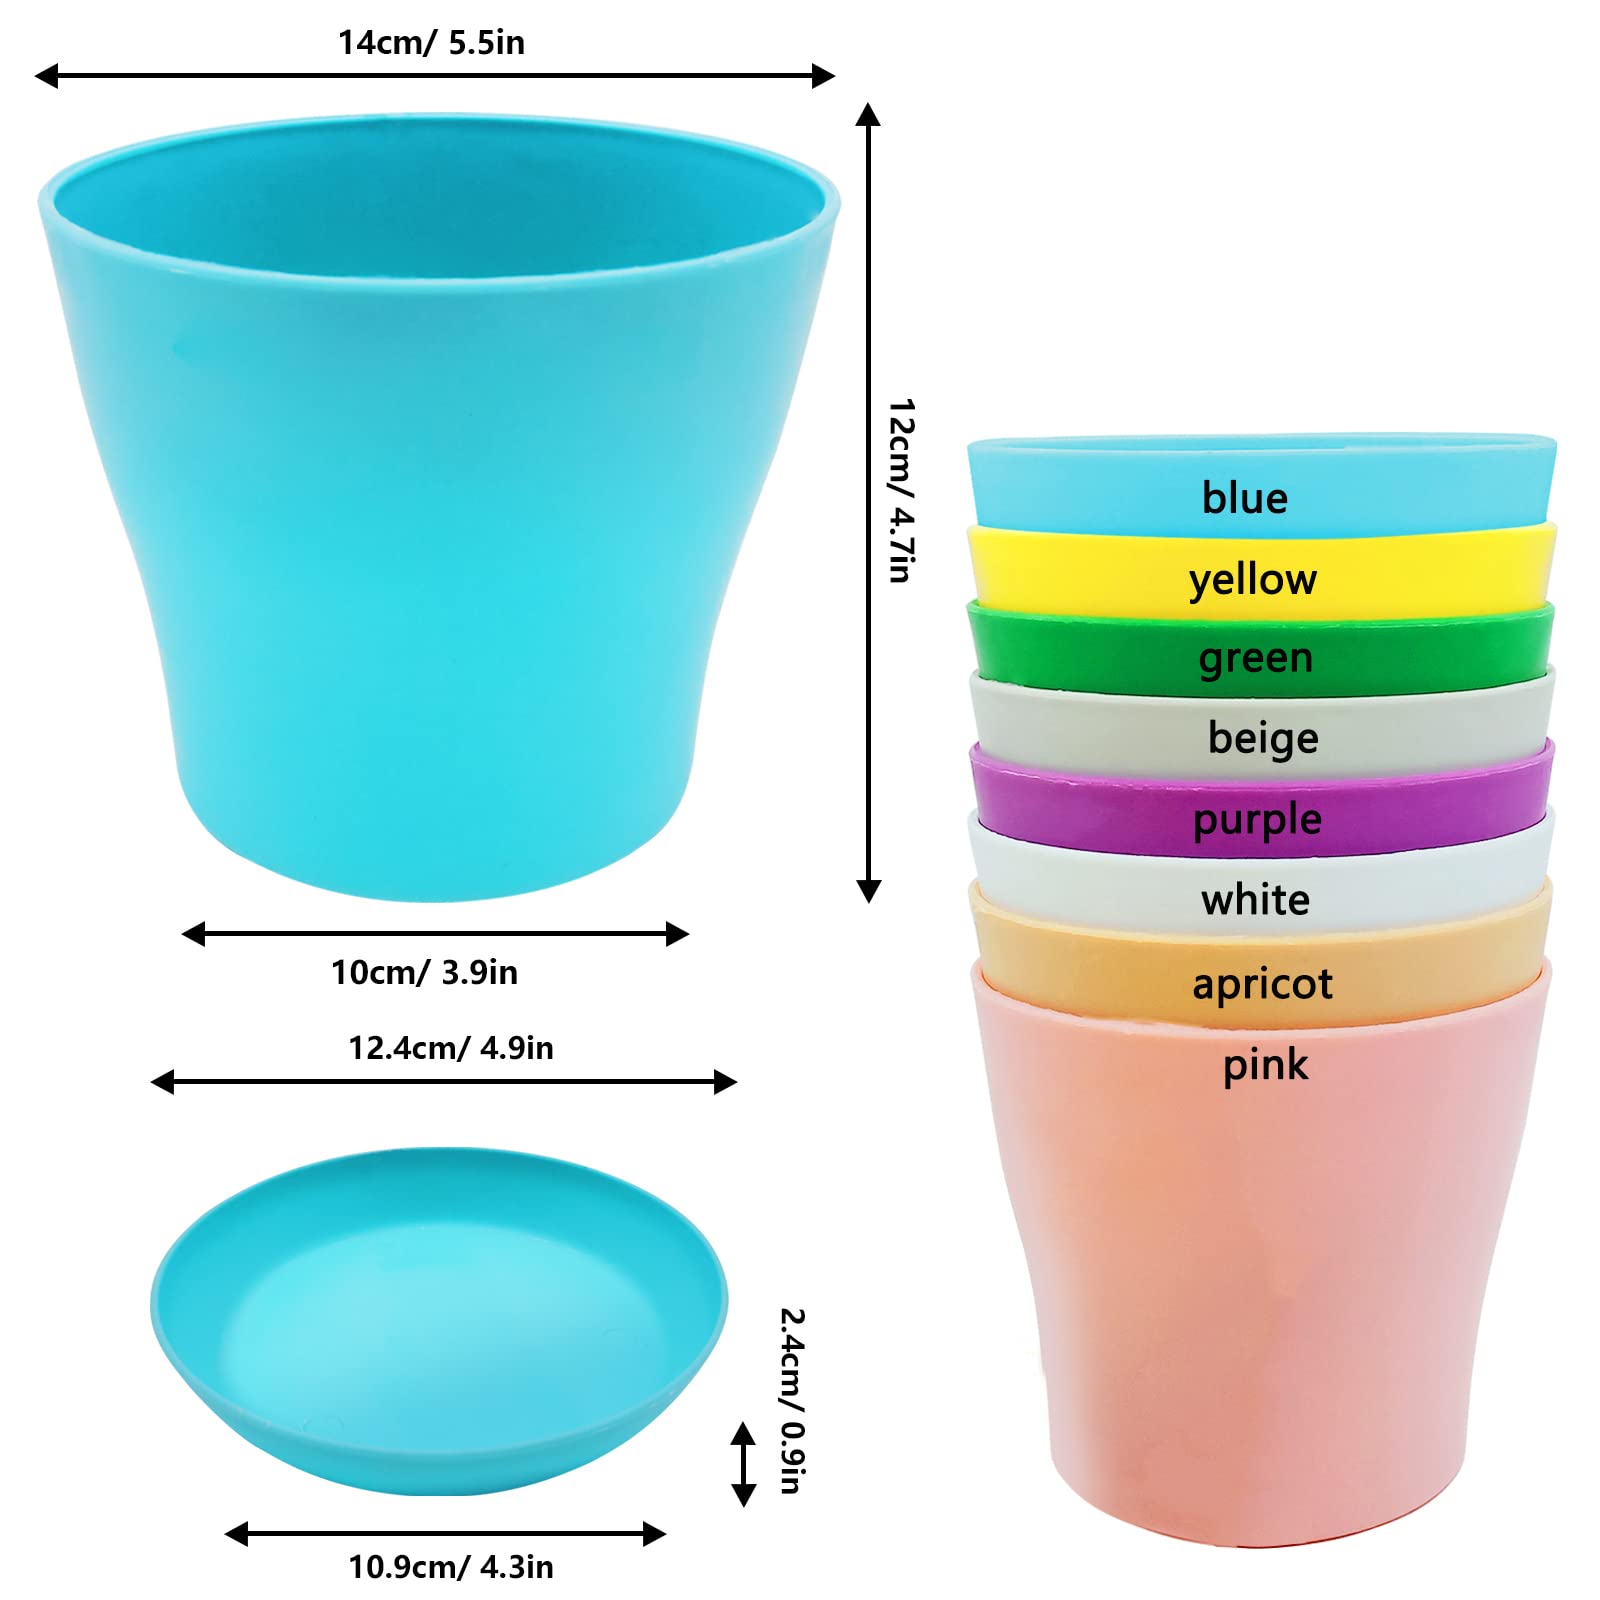 14cm/ 5.5in
12cm/ 4.7in
10cm/ 3.9in
12.4cm/ 4.9in
2.4cm/ 0.9in
10.9cm/ 4.3in
blue
yellow
green
beige
purple
white
apricot
pink